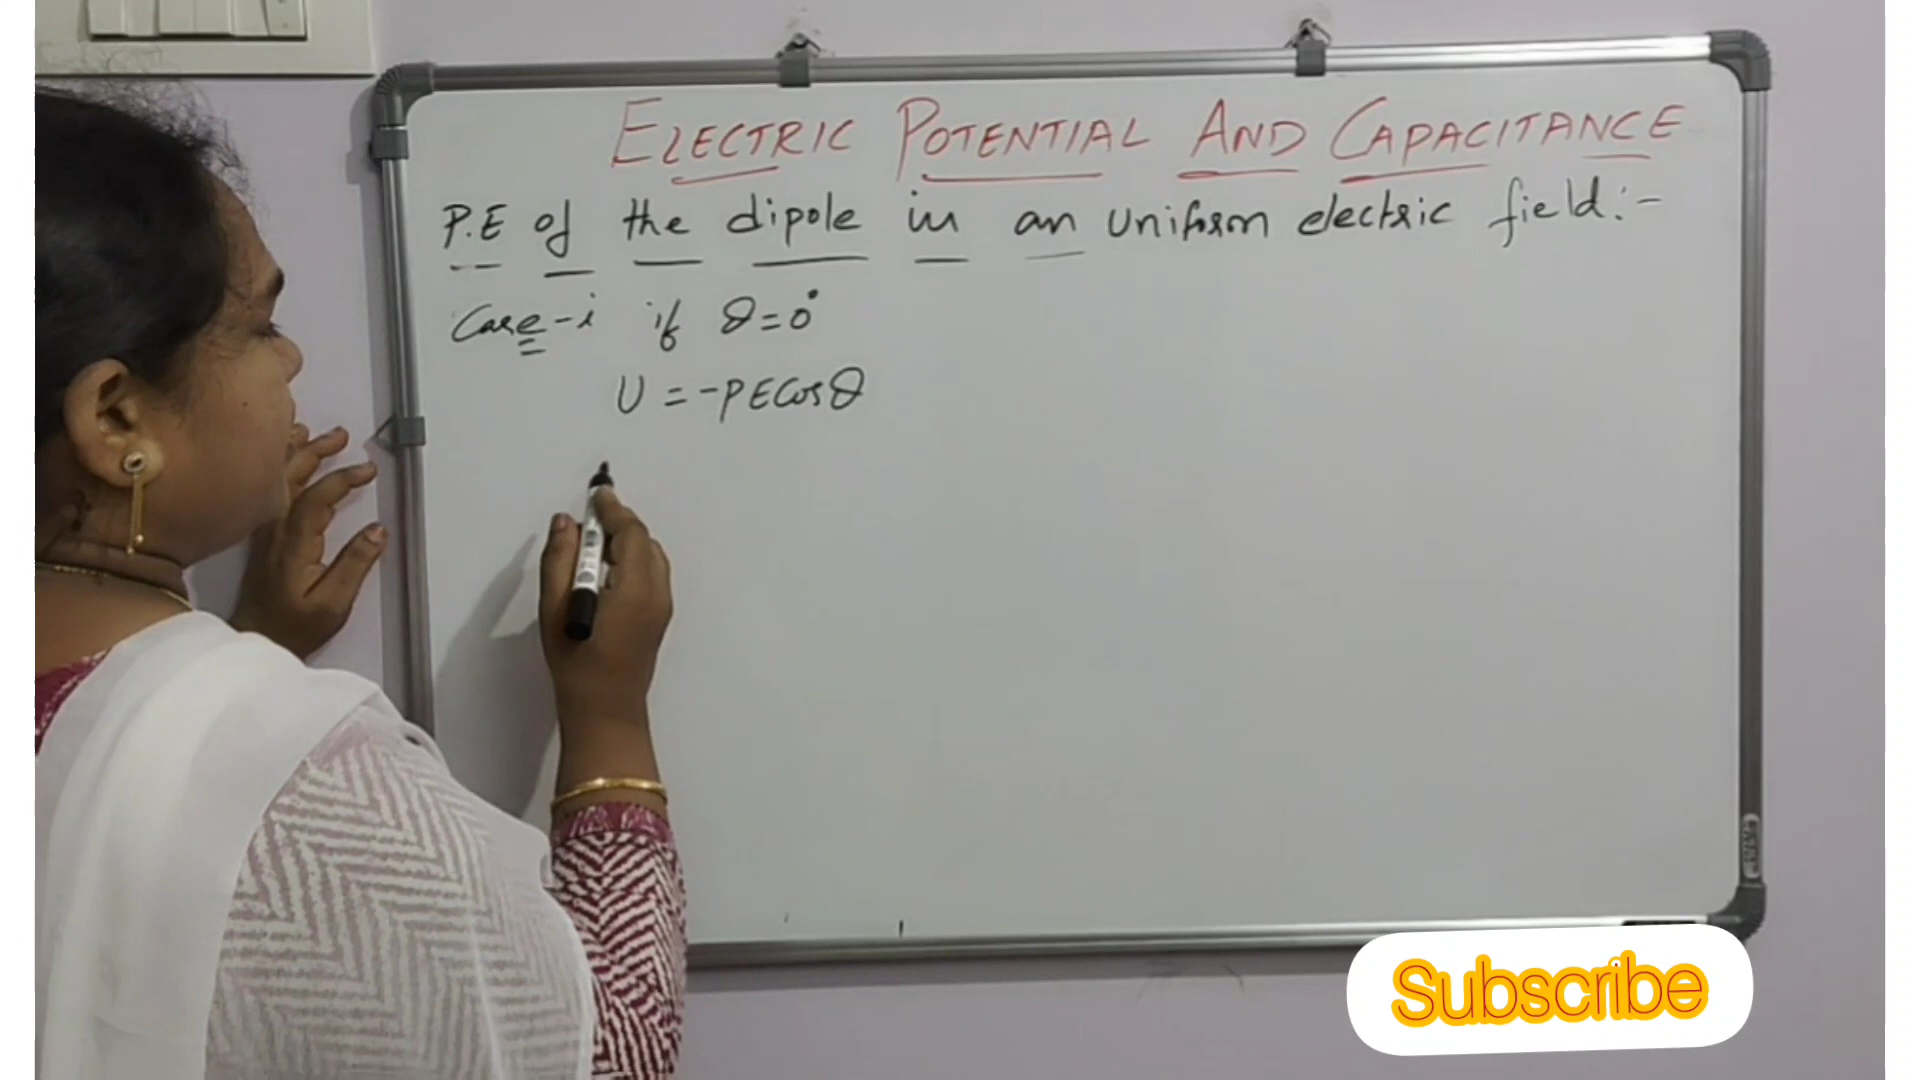 ELECTRIC POTENTIAL AND CAPACITANCE
P.E of the dipole in an uniform electric field:-
Case-i if θ=0°
U = -PECosθ
Subscribe